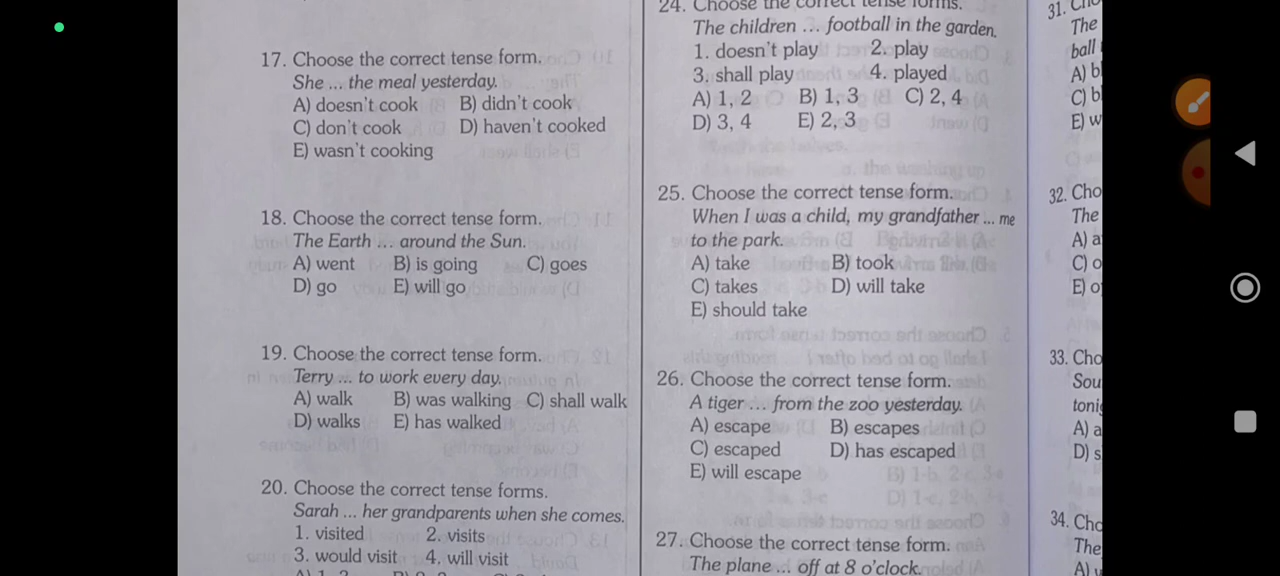 17. Choose the correct tense form.
She ... the meal yesterday.
A) doesn't cook B) didn't cook
C) don't cook D) haven't cooked
E) wasn't cooking
18. Choose the correct tense form.
The Earth ... around the Sun.
A) went B) is going C) goes
D) go E) will go
19. Choose the correct tense form.
Terry ... to work every day.
A) walk B) was walking C) shall walk
D) walks E) has walked
20. Choose the correct tense forms.
Sarah ... her grandparents when she comes.
1. visited 2. visits
3. would visit 4. will visit
24. Choose the correct tense forms.
The children ... football in the garden.
1. doesn't play 2. play
3. shall play 4. played
A) 1, 2 B) 1, 3 C) 2, 4
D) 3, 4 E) 2, 3
25. Choose the correct tense form.
When I was a child, my grandfather ... me
to the park.
A) take B) took
C) takes D) will take
E) should take
26. Choose the correct tense form.
A tiger ... from the zoo yesterday.
A) escape B) escapes
C) escaped D) has escaped
E) will escape
27. Choose the correct tense form.
The plane ... off at 8 o'clock.
31.
The
ball
A) b
C) b
E) w
32. Cho
The
A) a
C) o
E) o
33. Cho
Sou
A) a
D) s
34. Cho
The
A)